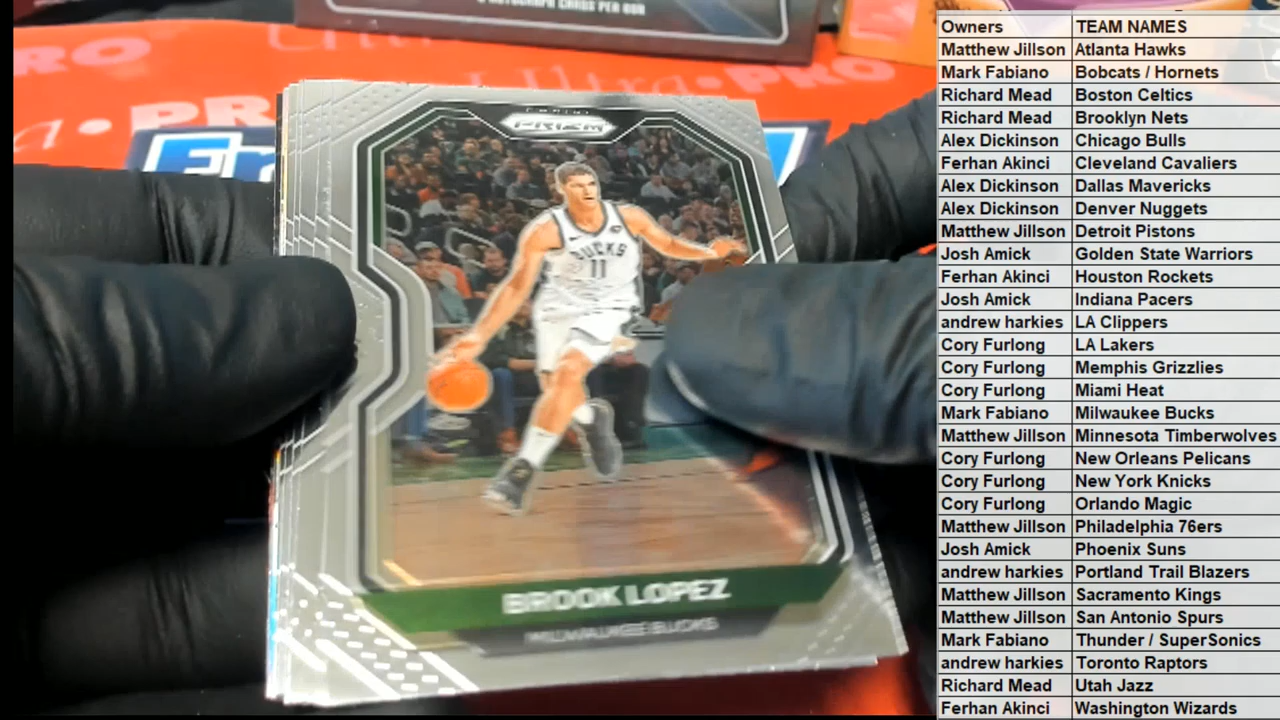 AUTOGRAPH CARDS PER BOX
PRO
Ultra PRO
a PRO
PRIZM
BUCKS
11
BROOK LOPEZ
MILWAUKEE BUCKS
Owners TEAM NAMES
Matthew Jillson Atlanta Hawks
Mark Fabiano Bobcats / Hornets
Richard Mead Boston Celtics
Richard Mead Brooklyn Nets
Alex Dickinson Chicago Bulls
Ferhan Akinci Cleveland Cavaliers
Alex Dickinson Dallas Mavericks
Alex Dickinson Denver Nuggets
Matthew Jillson Detroit Pistons
Josh Amick Golden State Warriors
Ferhan Akinci Houston Rockets
Josh Amick Indiana Pacers
andrew harkies LA Clippers
Cory Furlong LA Lakers
Cory Furlong Memphis Grizzlies
Cory Furlong Miami Heat
Mark Fabiano Milwaukee Bucks
Matthew Jillson Minnesota Timberwolves
Cory Furlong New Orleans Pelicans
Cory Furlong New York Knicks
Cory Furlong Orlando Magic
Matthew Jillson Philadelphia 76ers
Josh Amick Phoenix Suns
andrew harkies Portland Trail Blazers
Matthew Jillson Sacramento Kings
Matthew Jillson San Antonio Spurs
Mark Fabiano Thunder / SuperSonics
andrew harkies Toronto Raptors
Richard Mead Utah Jazz
Ferhan Akinci Washington Wizards